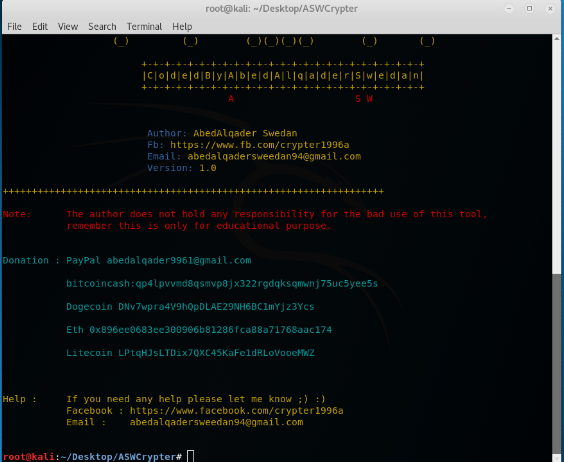 root@kali: ~/Desktop/ASWCrypter
File Edit View Search Terminal Help
(_) (_) (_)(_)(_)(_) (_) (_)
+-+-+-+-+-+-+-+-+-+-+-+-+-+-+-+-+-+-+-+-+-+-+-+-+
|C|o|d|e|d|B|y|A|b|e|d|A|l|q|a|d|e|r|S|w|e|d|a|n|
+-+-+-+-+-+-+-+-+-+-+-+-+-+-+-+-+-+-+-+-+-+-+-+-+
A S W
Author: AbedAlqader Swedan
Fb: https://www.fb.com/crypter1996a
Email: abedalqadersweedan94@gmail.com
Version: 1.0
++++++++++++++++++++++++++++++++++++++++++++++++++++++++++++++++++
Note: The author does not hold any responsibility for the bad use of this tool,
remember this is only for educational purpose.
Donation : PayPal abedalqader9961@gmail.com
bitcoincash:qp4lpvvmd8qsmvp8jx322rgdqksqmwnj75uc5yee5s
Dogecoin DNv7wpra4V9hQpDLAE29NH6BC1mYjz3Ycs
Eth 0x896ee0683ee300906b81286fca88a71768aac174
Litecoin LPtqHJsLTDix7QXC45KaFe1dRLoVooeMWZ
Help : If you need any help please let me know ;) :)
Facebook : https://www.facebook.com/crypter1996a
Email : abedalqadersweedan94@gmail.com
root@kali:~/Desktop/ASWCrypter#